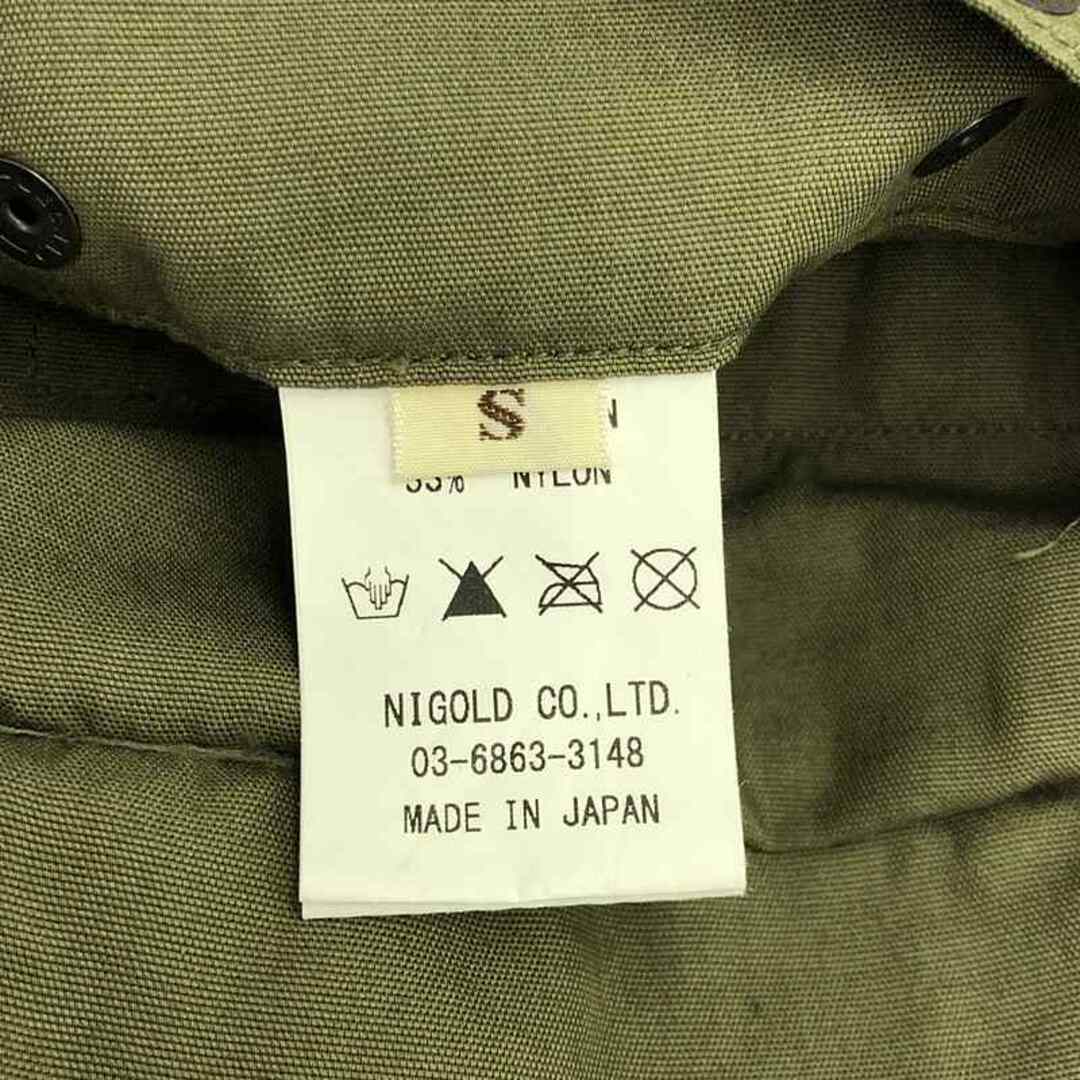 S
NYLON
NIGOLD CO.,LTD.
03-6863-3148
MADE IN JAPAN